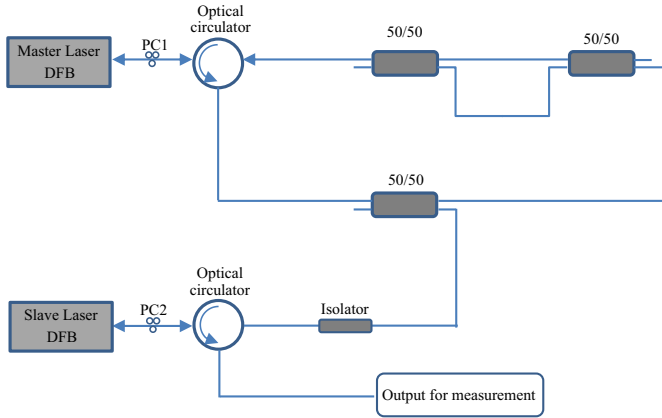 Optical
circulator
50/50
50/50
Master Laser
DFB
PC1
50/50
Optical
circulator
Slave Laser
DFB
PC2
Isolator
Output for measurement